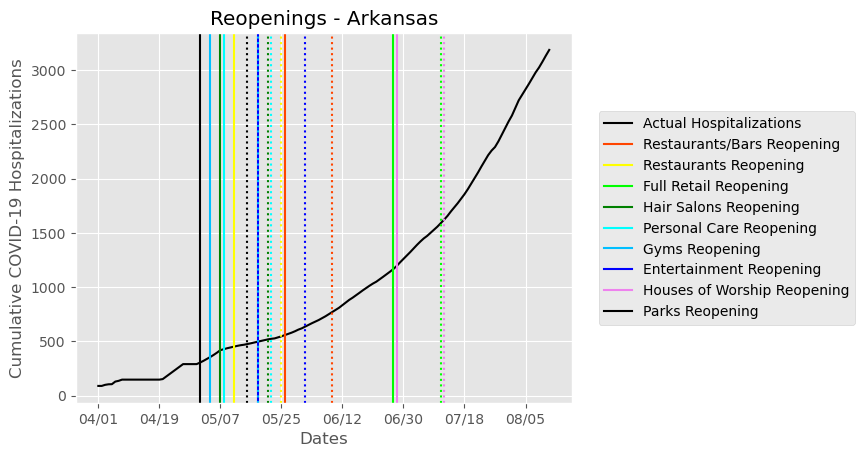 Reopenings - Arkansas
Cumulative COVID-19 Hospitalizations
3000
2500
2000
1500
1000
500
0
04/01 04/19 05/07 05/25 06/12 06/30 07/18 08/05
Dates
Actual Hospitalizations
Restaurants/Bars Reopening
Restaurants Reopening
Full Retail Reopening
Hair Salons Reopening
Personal Care Reopening
Gyms Reopening
Entertainment Reopening
Houses of Worship Reopening
Parks Reopening